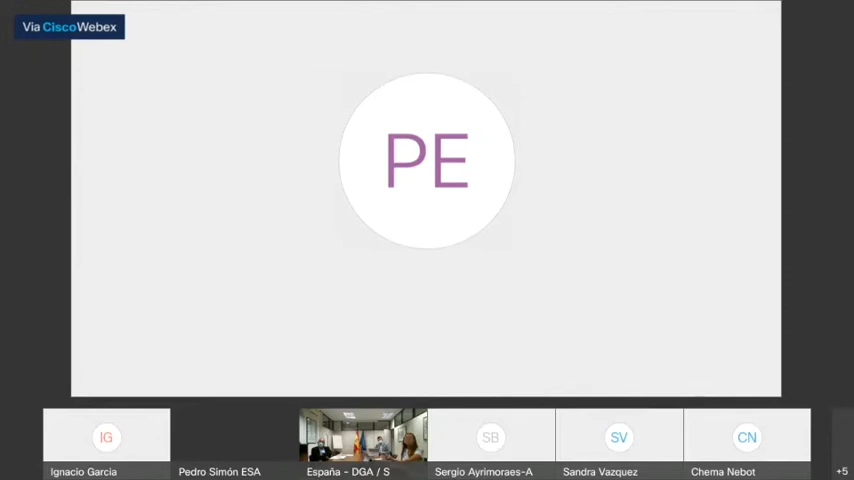 Via CiscoWebex
PE
IG
SB
SV
CN
Ignacio Garcia
Pedro Simón ESA
España - DGA / S
Sergio Ayrimoraes-A
Sandra Vazquez
Chema Nebot
+5